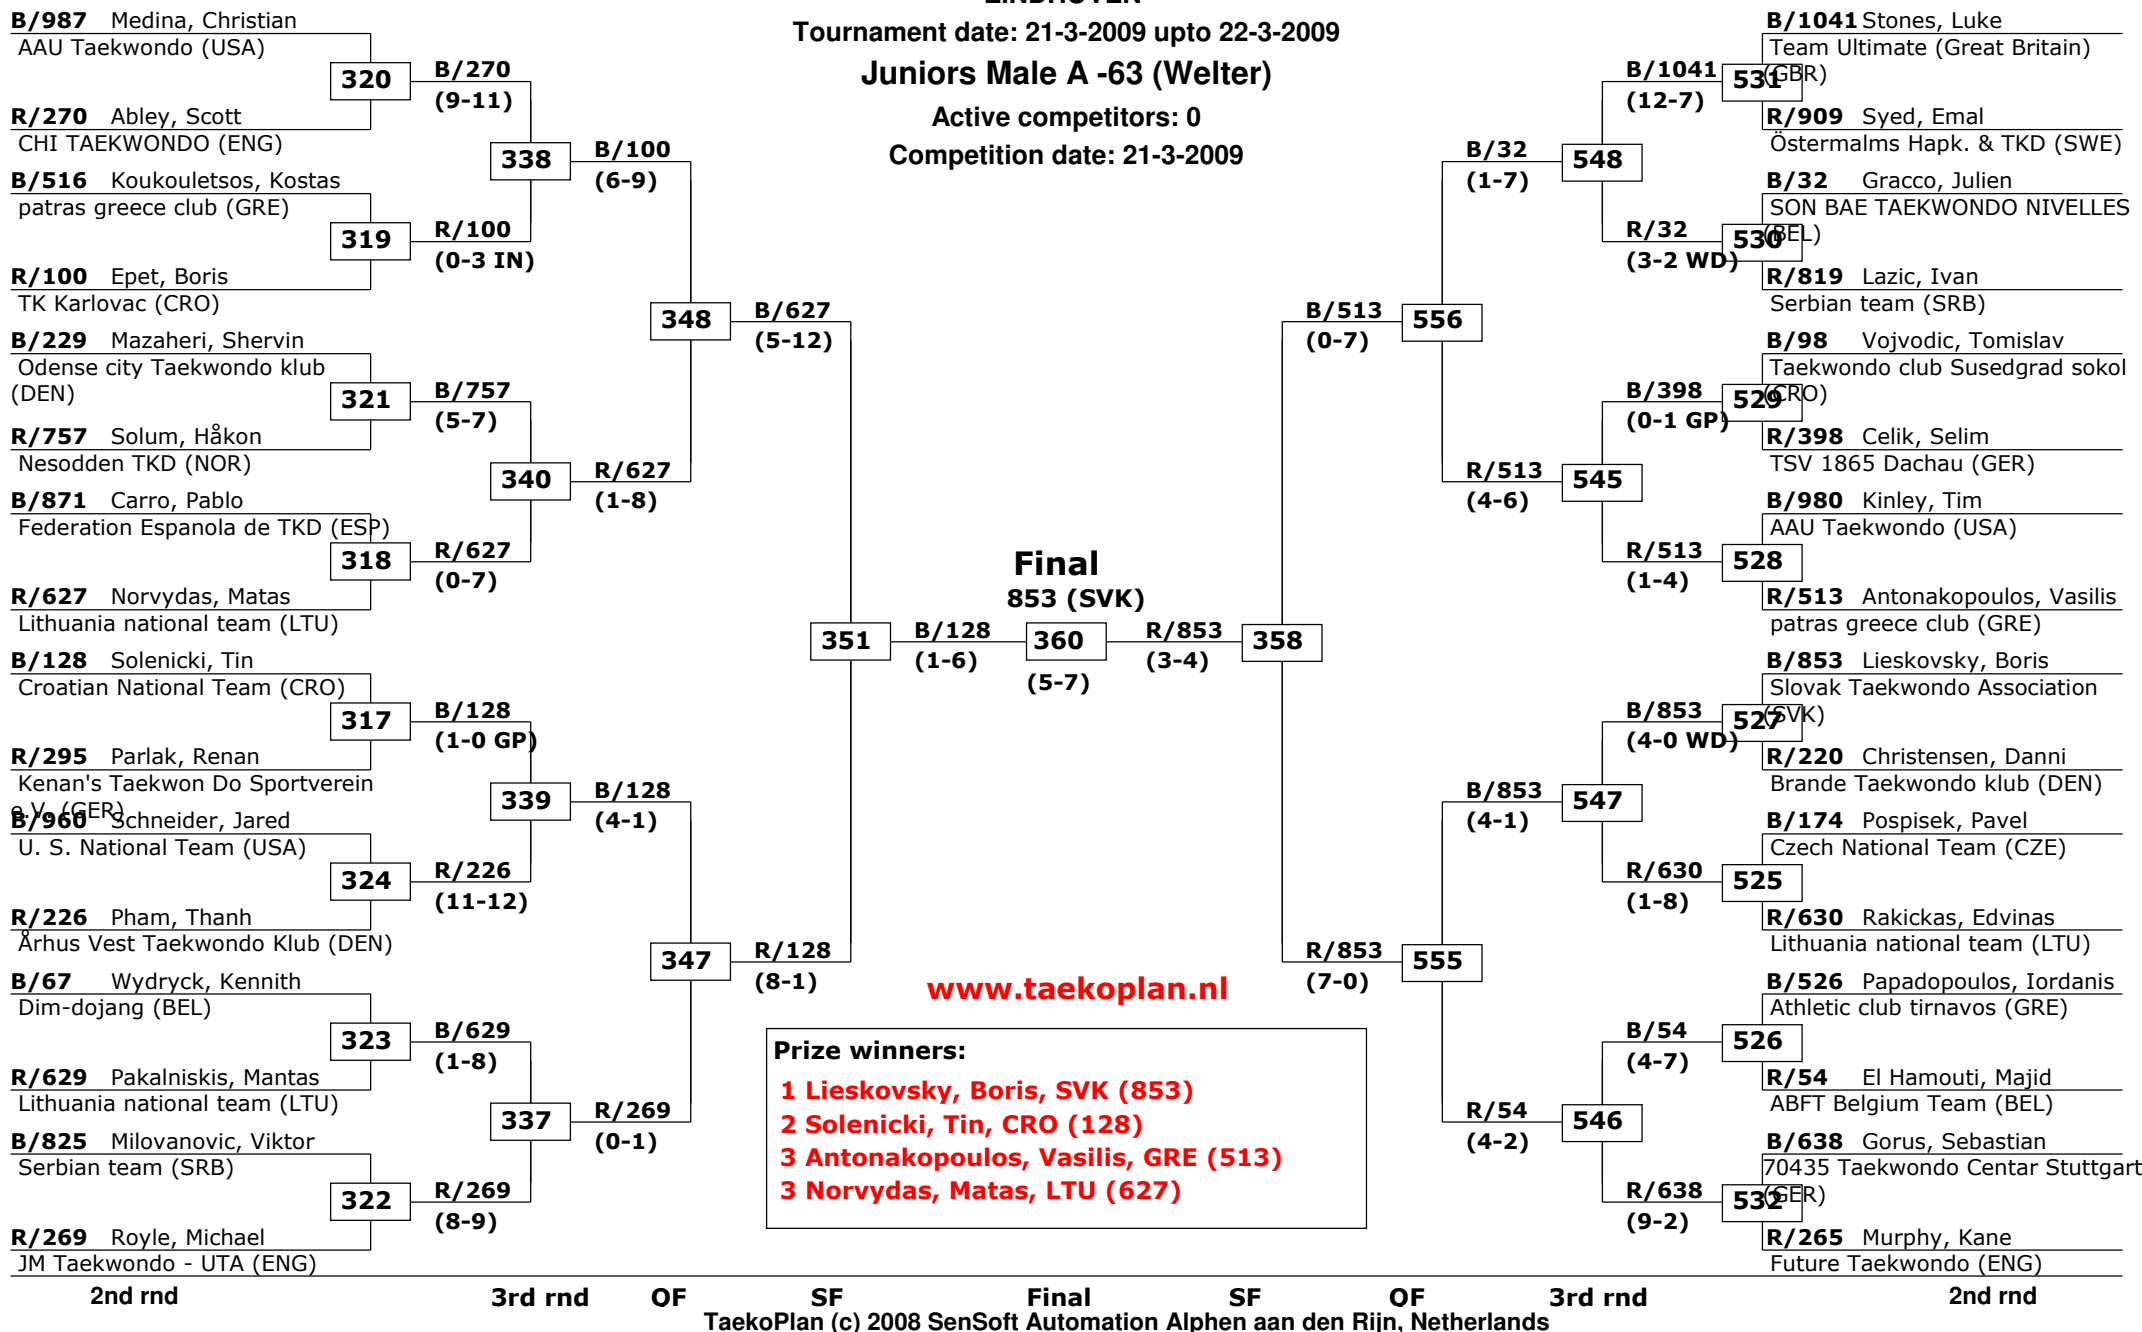 EINDHOVEN
Tournament date: 21-3-2009 upto 22-3-2009
Juniors Male A -63 (Welter)
Active competitors: 0
Competition date: 21-3-2009
B/987 Medina, Christian
AAU Taekwondo (USA)
320
R/270 Abley, Scott
CHI TAEKWONDO (ENG)
B/516 Koukouletsos, Kostas
patras greece club (GRE)
319
R/100 Epet, Boris
TK Karlovac (CRO)
B/229 Mazaheri, Shervin
Odense city Taekwondo klub
(DEN)
321
R/757 Solum, Håkon
Nesodden TKD (NOR)
B/871 Carro, Pablo
Federation Espanola de TKD (ESP)
318
R/627 Norvydas, Matas
Lithuania national team (LTU)
B/128 Solenicki, Tin
Croatian National Team (CRO)
317
R/295 Parlak, Renan
Kenan's Taekwon Do Sportverein
e.V. (GER)
B/960 Schneider, Jared
U. S. National Team (USA)
324
R/226 Pham, Thanh
Århus Vest Taekwondo Klub (DEN)
B/67 Wydryck, Kennith
Dim-dojang (BEL)
323
R/629 Pakalniskis, Mantas
Lithuania national team (LTU)
B/825 Milovanovic, Viktor
Serbian team (SRB)
322
R/269 Royle, Michael
JM Taekwondo - UTA (ENG)
B/270
(9-11)
338
R/100
(0-3 IN)
B/757
(5-7)
340
R/627
(0-7)
B/128
(1-0 GP)
339
R/226
(11-12)
B/629
(1-8)
337
R/269
(8-9)
B/100
(6-9)
348
R/627
(1-8)
B/128
(4-1)
347
R/269
(0-1)
B/627
(5-12)
351
R/128
(8-1)
B/128
(1-6)
Final
853 (SVK)
360
(5-7)
R/853
(3-4)
358
B/513
(0-7)
R/853
(7-0)
556
555
B/32
(1-7)
R/513
(4-6)
B/853
(4-1)
R/54
(4-2)
548
545
547
546
B/1041
(12-7)
R/32
(3-2 WD)
B/398
(0-1 GP)
R/513
(1-4)
B/853
(4-0 WD)
R/630
(1-8)
B/54
(4-7)
R/638
(9-2)
B/1041 Stones, Luke
Team Ultimate (Great Britain)
(GBR)
531
R/909 Syed, Emal
Östermalms Hapk. & TKD (SWE)
B/32 Gracco, Julien
SON BAE TAEKWONDO NIVELLES
(BEL)
530
R/819 Lazic, Ivan
Serbian team (SRB)
B/98 Vojvodic, Tomislav
Taekwondo club Susedgrad sokol
(CRO)
529
R/398 Celik, Selim
TSV 1865 Dachau (GER)
B/980 Kinley, Tim
AAU Taekwondo (USA)
528
R/513 Antonakopoulos, Vasilis
patras greece club (GRE)
B/853 Lieskovsky, Boris
Slovak Taekwondo Association
(SVK)
527
R/220 Christensen, Danni
Brande Taekwondo klub (DEN)
B/174 Pospisek, Pavel
Czech National Team (CZE)
525
R/630 Rakickas, Edvinas
Lithuania national team (LTU)
B/526 Papadopoulos, Iordanis
Athletic club tirnavos (GRE)
526
R/54 El Hamouti, Majid
ABFT Belgium Team (BEL)
B/638 Gorus, Sebastian
70435 Taekwondo Centar Stuttgart
(GER)
532
R/265 Murphy, Kane
Future Taekwondo (ENG)
www.taekoplan.nl
Prize winners:
1 Lieskovsky, Boris, SVK (853)
2 Solenicki, Tin, CRO (128)
3 Antonakopoulos, Vasilis, GRE (513)
3 Norvydas, Matas, LTU (627)
2nd rnd 3rd rnd QF SF Final SF QF 3rd rnd 2nd rnd
TaekoPlan (c) 2008 SenSoft Automation Alphen aan den Rijn, Netherlands